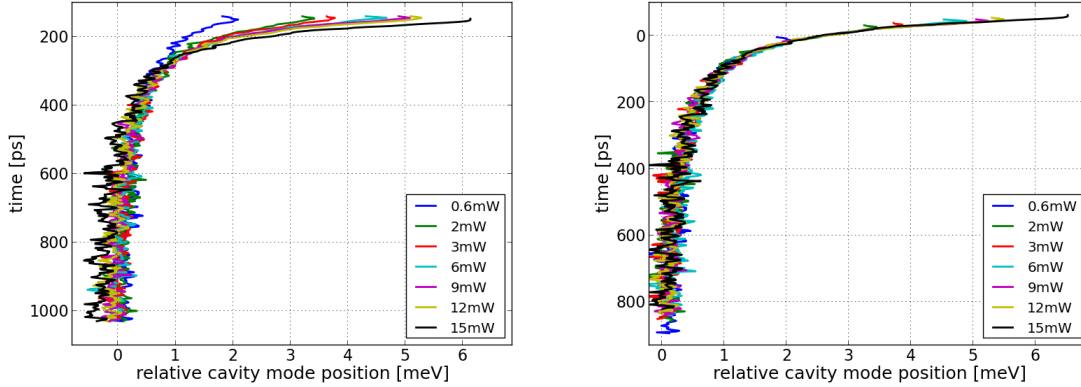 200
400
600
800
1000
time [ps]
0 1 2 3 4 5 6
relative cavity mode position [meV]
0.6mW
2mW
3mW
6mW
9mW
12mW
15mW
0
200
400
600
800
time [ps]
0 1 2 3 4 5 6
relative cavity mode position [meV]
0.6mW
2mW
3mW
6mW
9mW
12mW
15mW